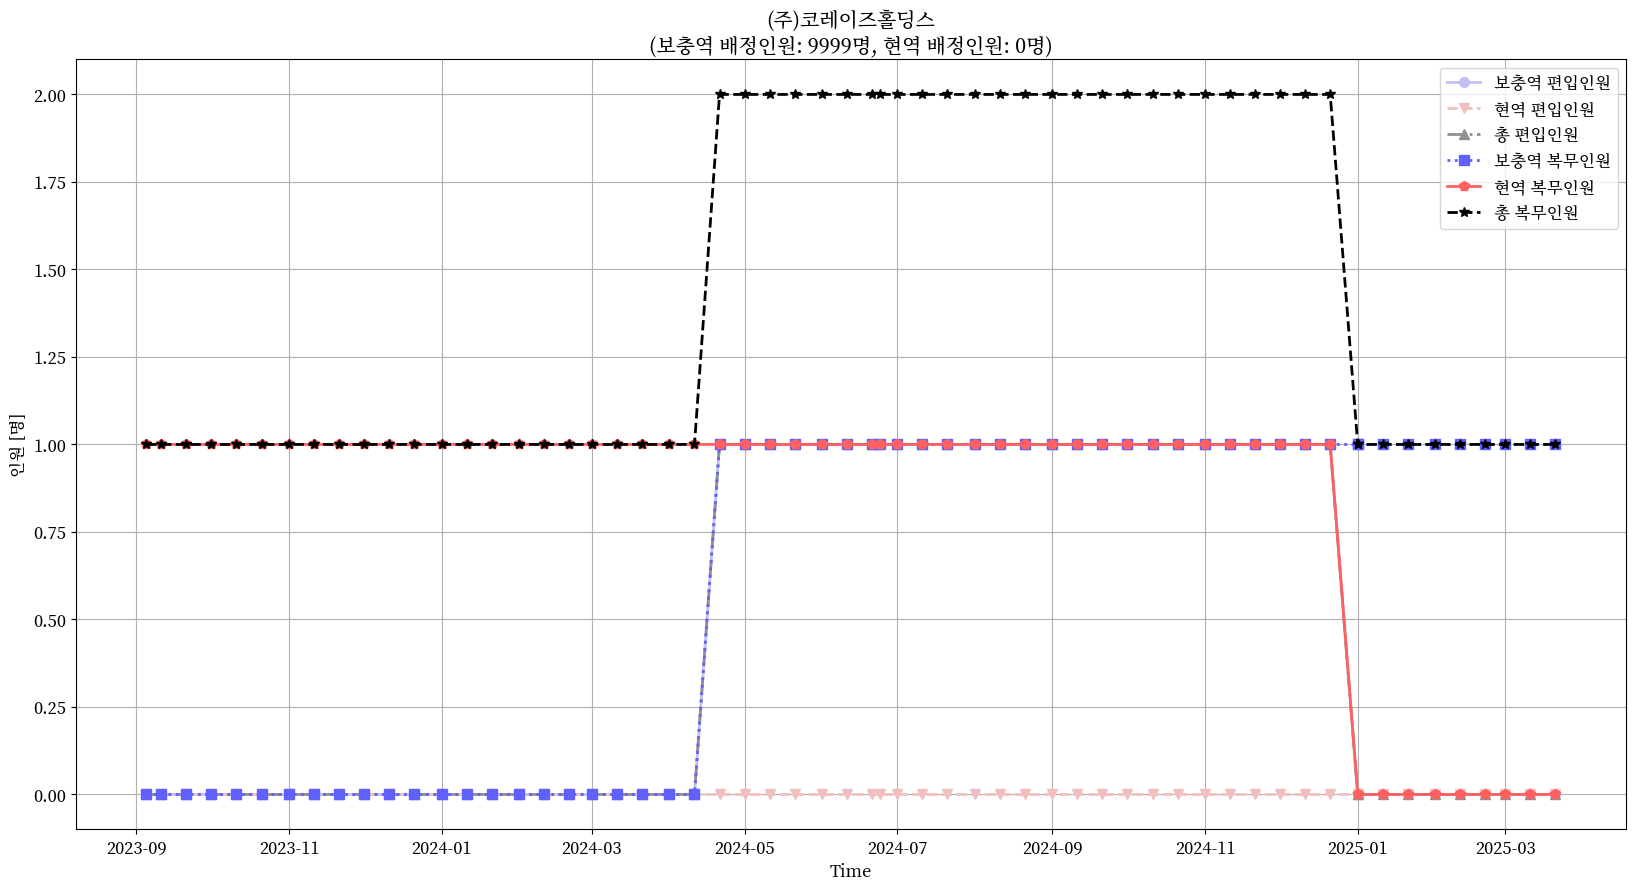 (주)코레이즈홀딩스
(보충역 배정인원: 9999명, 현역 배정인원: 0명)
인원 [명]
2.00
1.75
1.50
1.25
1.00
0.75
0.50
0.25
0.00
보충역 편입인원
현역 편입인원
총 편입인원
보충역 복무인원
현역 복무인원
총 복무인원
2023-09
2023-11
2024-01
2024-03
2024-05
2024-07
2024-09
2024-11
2025-01
2025-03
Time